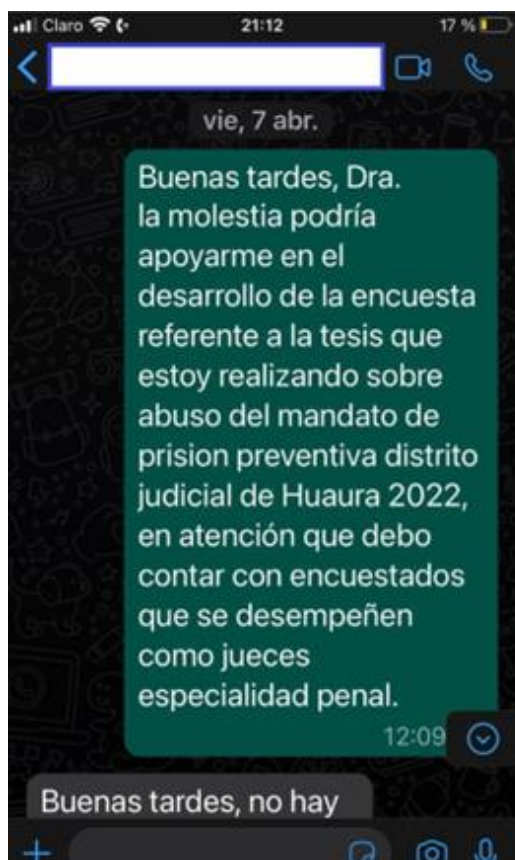 Claro 21:12 17 %
vie, 7 abr.
Buenas tardes, Dra.
la molestia podría
apoyarme en el
desarrollo de la encuesta
referente a la tesis que
estoy realizando sobre
abuso del mandato de
prision preventiva distrito
judicial de Huaura 2022,
en atención que debo
contar con encuestados
que se desempeñen
como jueces
especialidad penal.
12:09
Buenas tardes, no hay